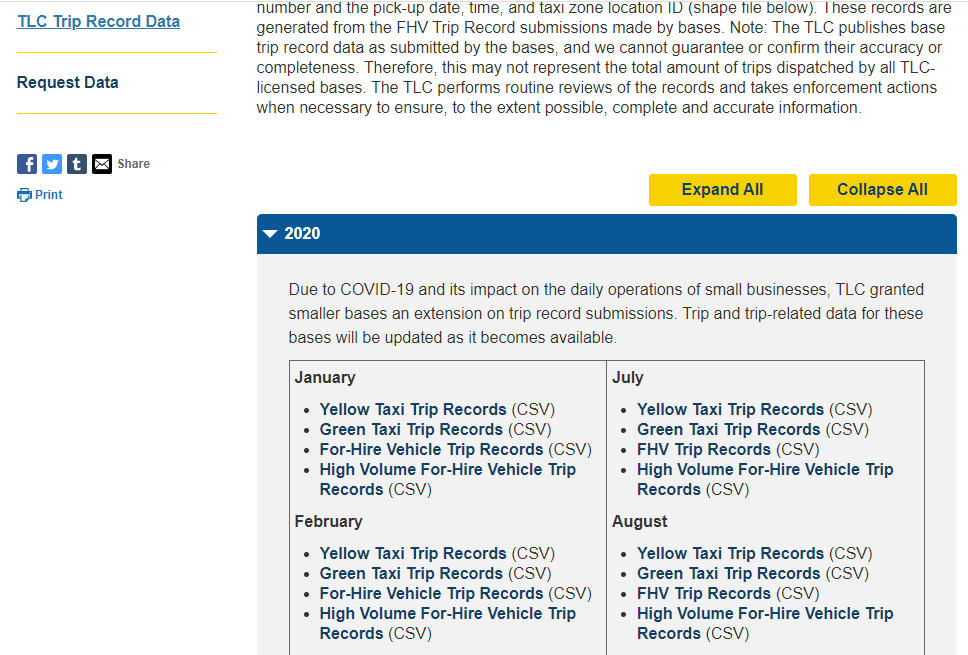 TLC Trip Record Data
Request Data
Share
Print
number and the pick-up date, time, and taxi zone location ID (shape file below). These records are
generated from the FHV Trip Record submissions made by bases. Note: The TLC publishes base
trip record data as submitted by the bases, and we cannot guarantee or confirm their accuracy or
completeness. Therefore, this may not represent the total amount of trips dispatched by all TLC-
licensed bases. The TLC performs routine reviews of the records and takes enforcement actions
when necessary to ensure, to the extent possible, complete and accurate information.
Expand All
Collapse All
2020
Due to COVID-19 and its impact on the daily operations of small businesses, TLC granted
smaller bases an extension on trip record submissions. Trip and trip-related data for these
bases will be updated as it becomes available.
January
Yellow Taxi Trip Records (CSV)
Green Taxi Trip Records (CSV)
For-Hire Vehicle Trip Records (CSV)
High Volume For-Hire Vehicle Trip
Records (CSV)
February
Yellow Taxi Trip Records (CSV)
Green Taxi Trip Records (CSV)
For-Hire Vehicle Trip Records (CSV)
High Volume For-Hire Vehicle Trip
Records (CSV)
July
Yellow Taxi Trip Records (CSV)
Green Taxi Trip Records (CSV)
FHV Trip Records (CSV)
High Volume For-Hire Vehicle Trip
Records (CSV)
August
Yellow Taxi Trip Records (CSV)
Green Taxi Trip Records (CSV)
FHV Trip Records (CSV)
High Volume For-Hire Vehicle Trip
Records (CSV)